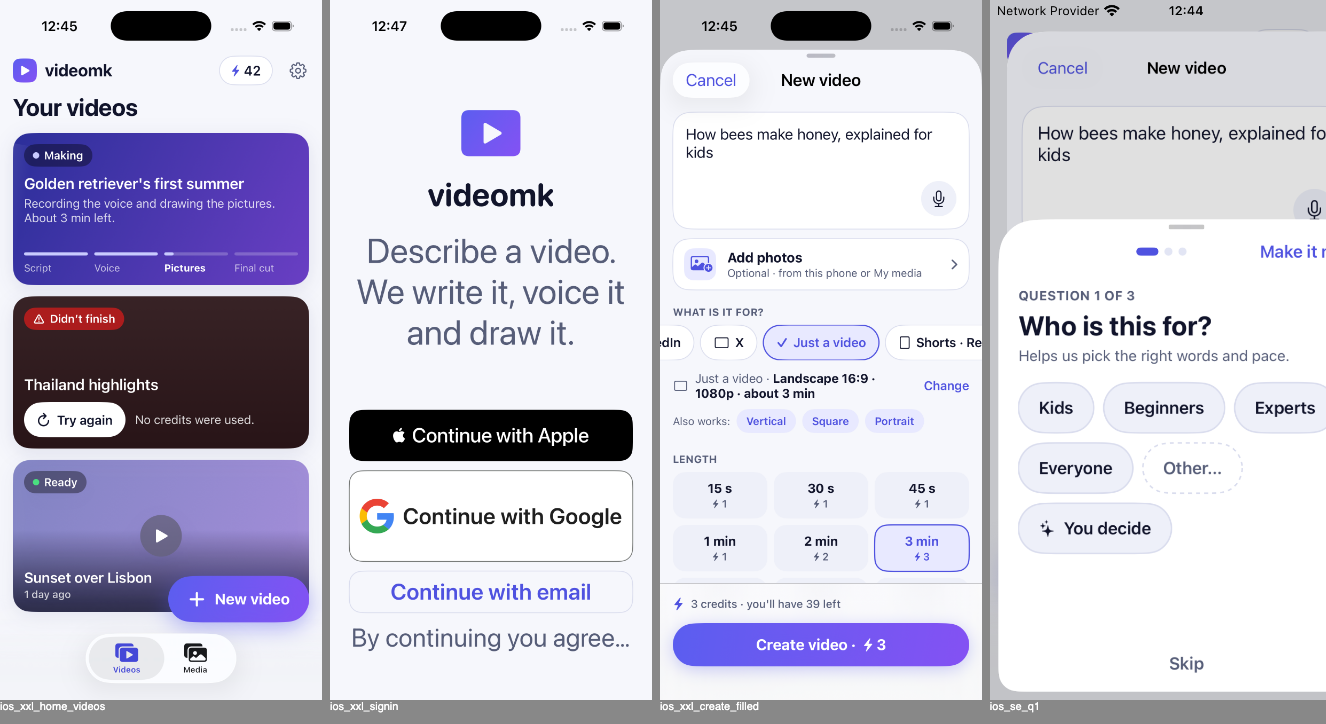 12:45
videomk
42
Your videos
Making
Golden retriever's first summer
Recording the voice and drawing the pictures.
About 3 min left.
Script Voice Pictures Final cut
Didn't finish
Thailand highlights
Try again No credits were used.
Ready
Sunset over Lisbon
1 day ago
New video
Videos Media
ios_xxl_home_videos
12:47
videomk
Describe a video.
We write it, voice it
and draw it.
Continue with Apple
Continue with Google
Continue with email
By continuing you agree...
ios_xxl_signin
12:45
Cancel New video
How bees make honey, explained for
kids
Add photos
Optional · from this phone or My media
WHAT IS IT FOR?
edIn X Just a video Shorts · Re
Just a video · Landscape 16:9 ·
1080p · about 3 min
Change
Also works: Vertical Square Portrait
LENGTH
15 s 30 s 45 s
1 1 1
1 min 2 min 3 min
1 2 3
3 credits · you'll have 39 left
Create video · 3
ios_xxl_create_filled
Network Provider 12:44
Cancel New video
How bees make honey, explained fo
kids
Make it r
QUESTION 1 OF 3
Who is this for?
Helps us pick the right words and pace.
Kids Beginners Experts
Everyone Other...
You decide
Skip
ios_se_q1